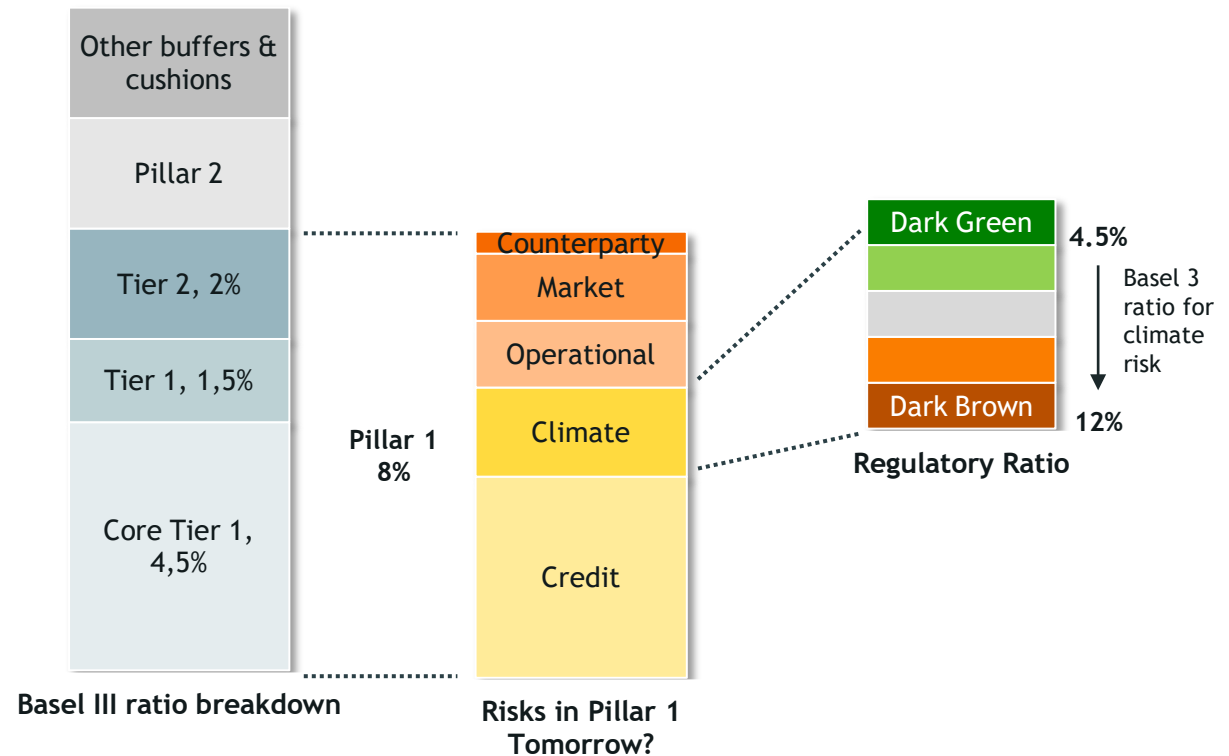 Other buffers &
cushions
Pillar 2
Tier 2, 2%
Tier 1, 1,5%
Core Tier 1,
4,5%
Basel III ratio breakdown
Pillar 1
8%
Counterparty
Market
Operational
Climate
Credit
Risks in Pillar 1
Tomorrow?
Dark Green
Dark Brown
4.5%
Basel 3
ratio for
climate
risk
12%
Regulatory Ratio